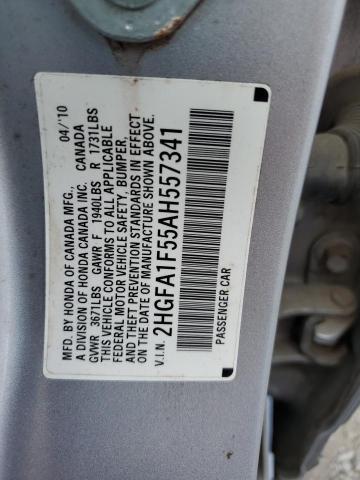 MFD. BY HONDA OF CANADA MFG., 04/'10
A DIVISION OF HONDA CANADA INC. CANADA
GVWR 3671LBS GAWR F 1940LBS R 1731LBS
THIS VEHICLE CONFORMS TO ALL APPLICABLE
FEDERAL MOTOR VEHICLE SAFETY, BUMPER,
AND THEFT PREVENTION STANDARDS IN EFFECT
ON THE DATE OF MANUFACTURE SHOWN ABOVE.
V.I.N. 2HGFA1F55AH557341
PASSENGER CAR